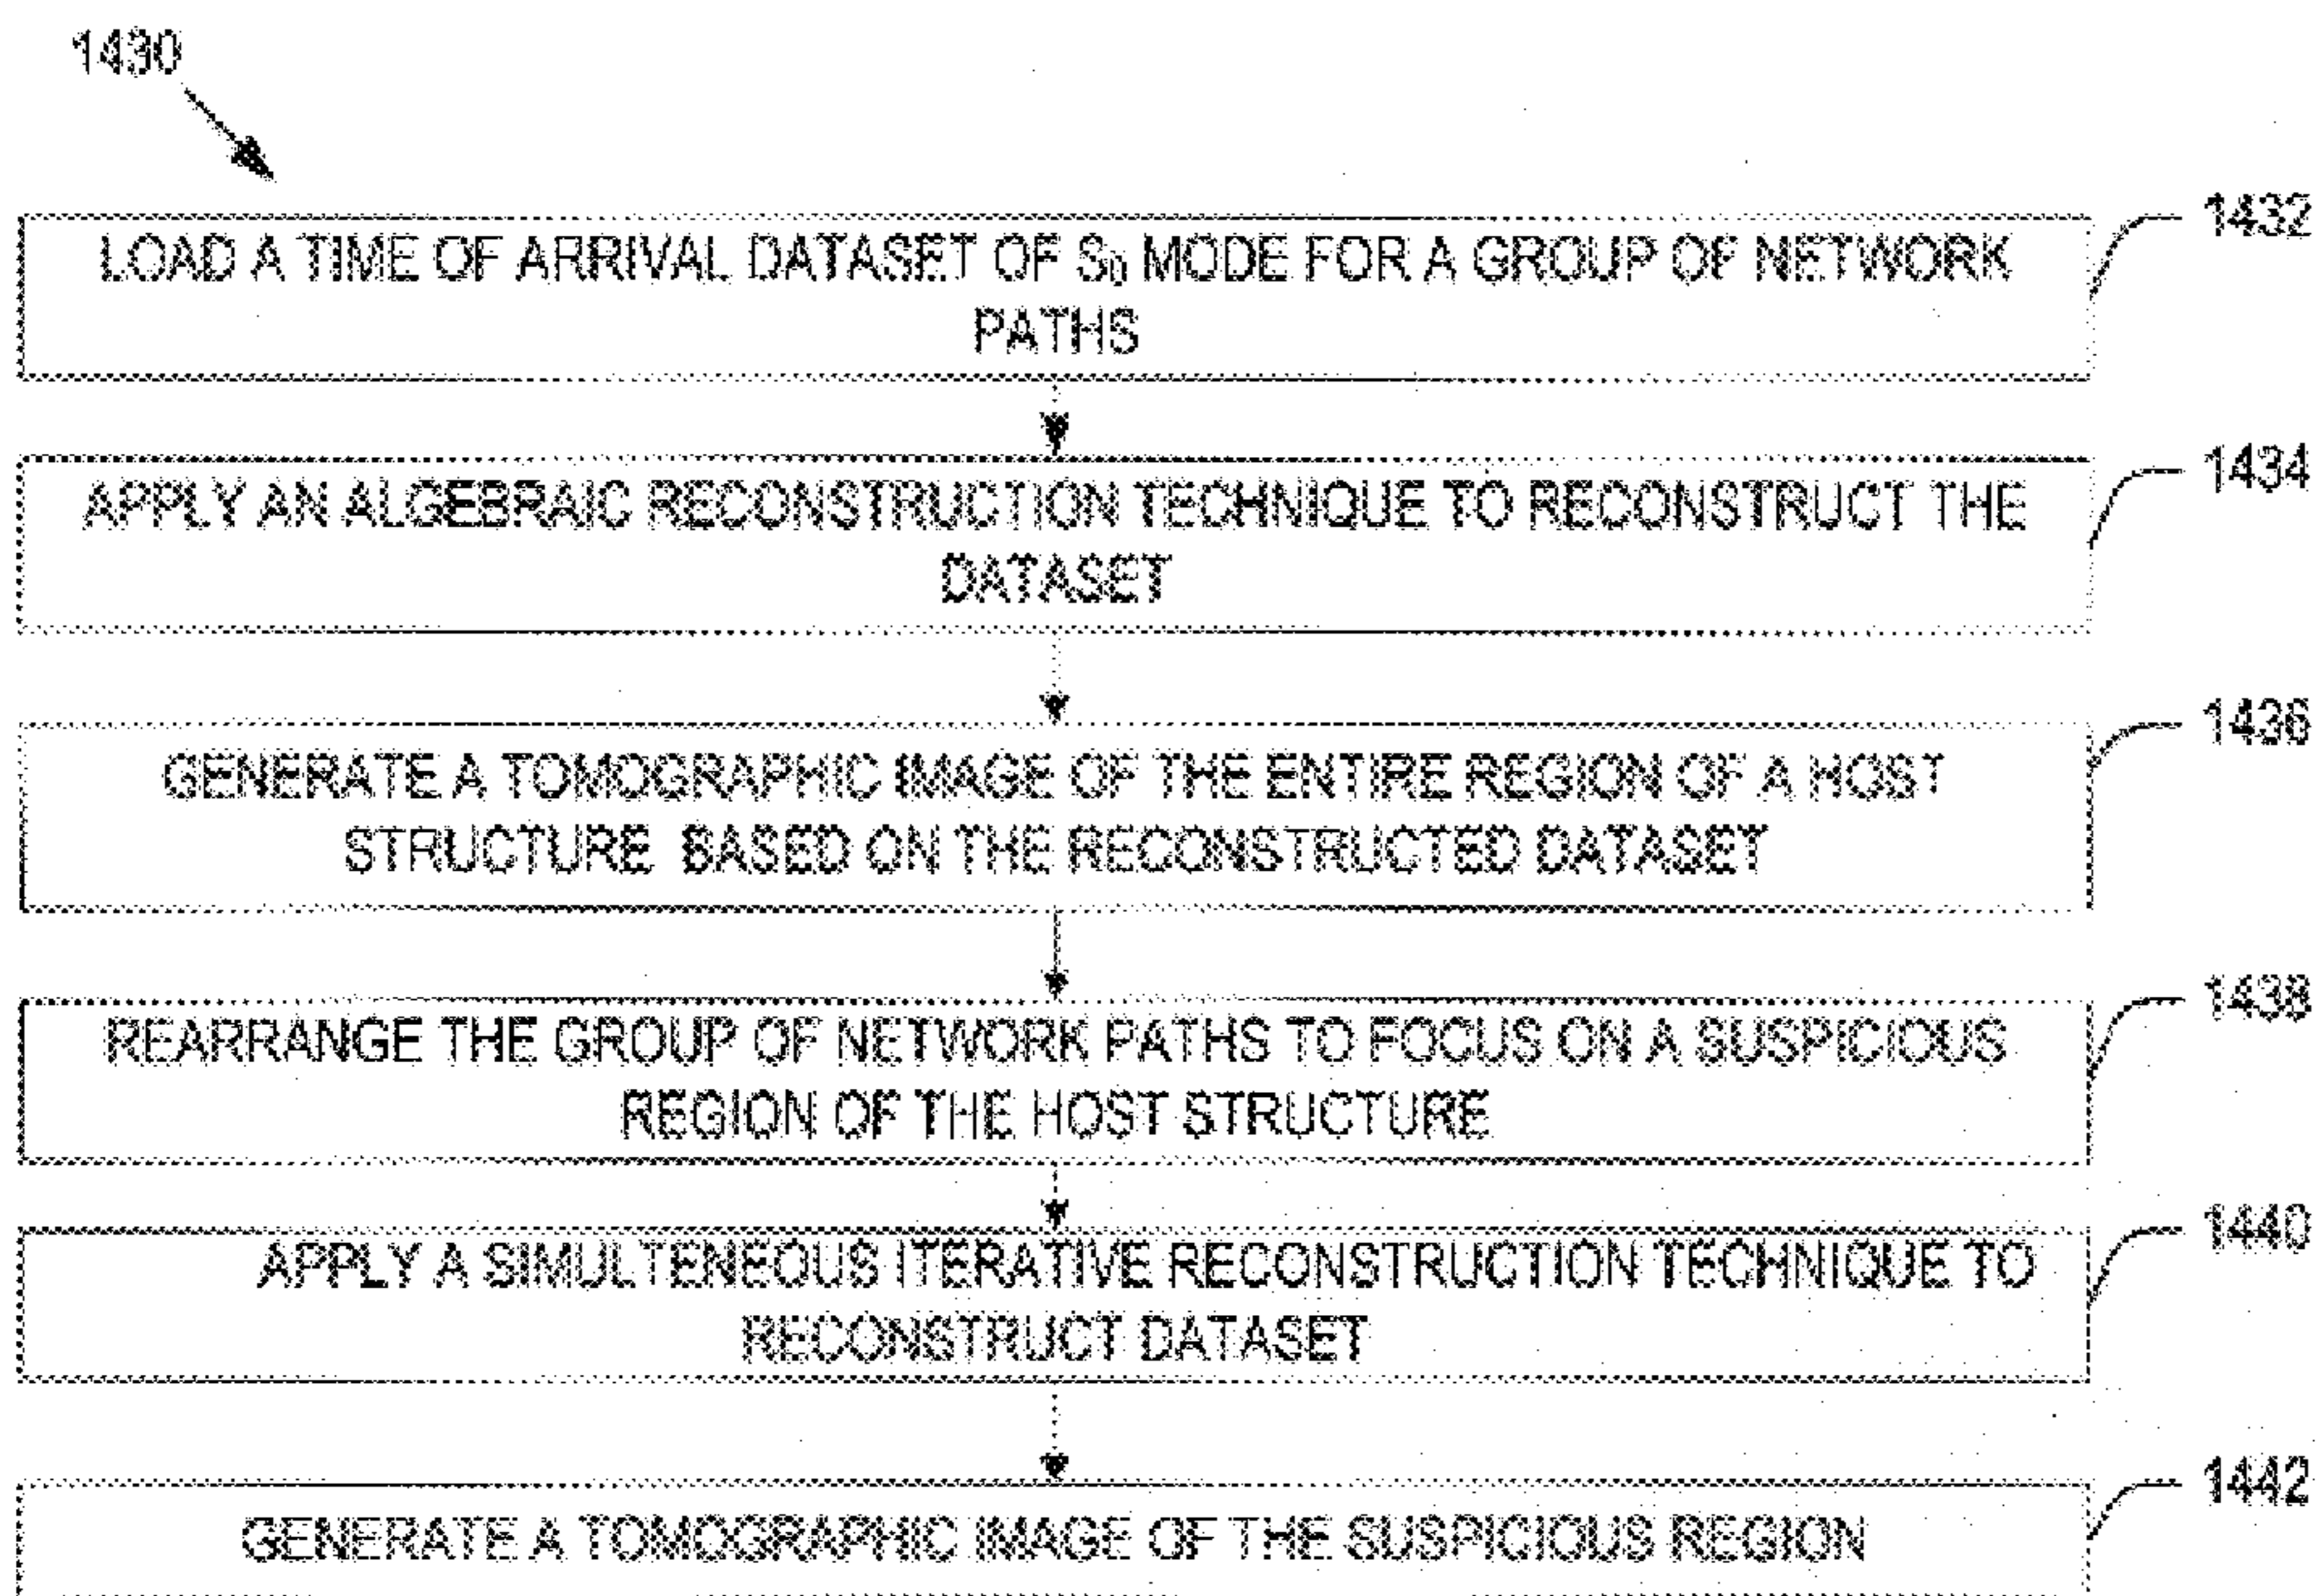 1430
1432
LOAD A TIME OF ARRIVAL DATASET OF S₀ MODE FOR A GROUP OF NETWORK
PATHS
1434
APPLY AN ALGEBRAIC RECONSTRUCTION TECHNIQUE TO RECONSTRUCT THE
DATASET
1436
GENERATE A TOMOGRAPHIC IMAGE OF THE ENTIRE REGION OF A HOST
STRUCTURE BASED ON THE RECONSTRUCTED DATASET
1438
REARRANGE THE GROUP OF NETWORK PATHS TO FOCUS ON A SUSPICIOUS
REGION OF THE HOST STRUCTURE
1440
APPLY A SIMULTENEOUS ITERATIVE RECONSTRUCTION TECHNIQUE TO
RECONSTRUCT DATASET
1442
GENERATE A TOMOGRAPHIC IMAGE OF THE SUSPICIOUS REGION